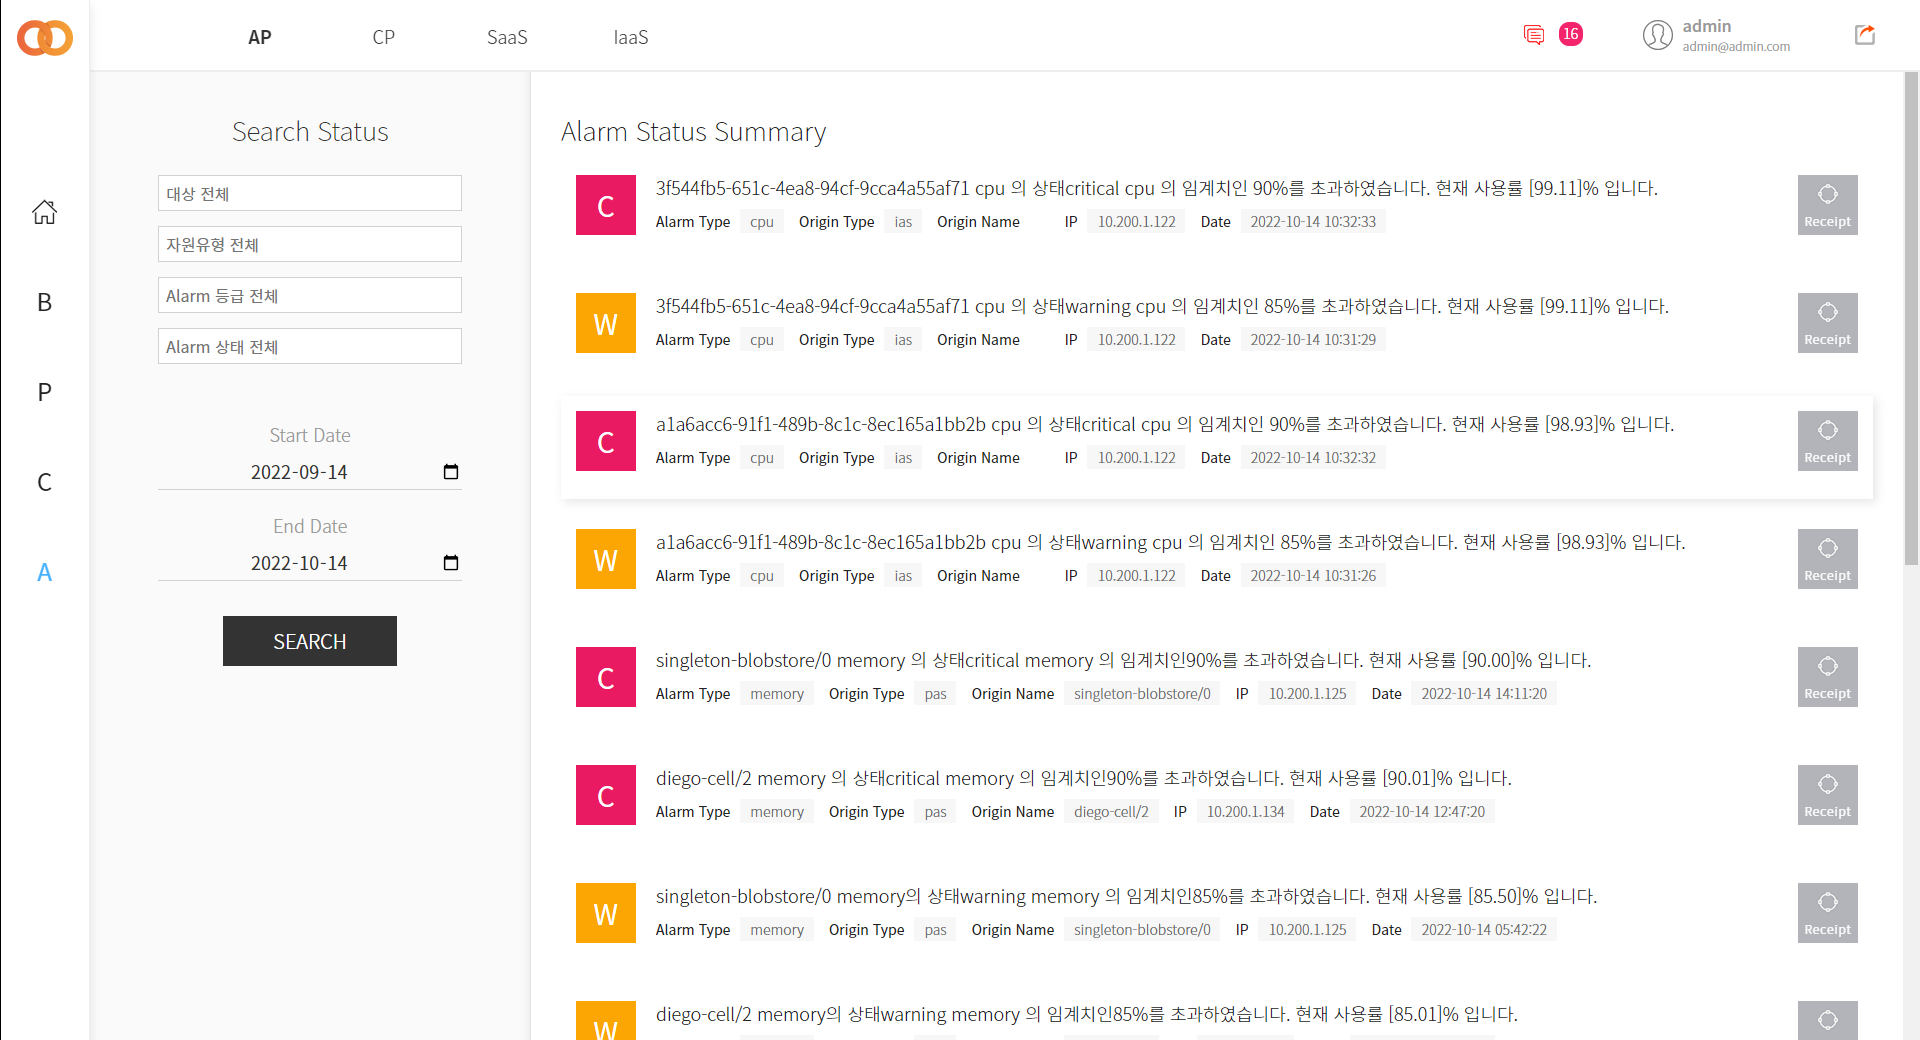 AP CP SaaS IaaS 16 admin
admin@admin.com
B
P
C
A
Search Status
대상 전체
자원유형 전체
Alarm 등급 전체
Alarm 상태 전체
Start Date
2022-09-14
End Date
2022-10-14
SEARCH
Alarm Status Summary
C 3f544fb5-651c-4ea8-94cf-9cca4a55af71 cpu 의 상태critical cpu 의 임계치인 90%를 초과하였습니다. 현재 사용률 [99.11]% 입니다.
Alarm Type cpu Origin Type ias Origin Name IP 10.200.1.122 Date 2022-10-14 10:32:33 Receipt
W 3f544fb5-651c-4ea8-94cf-9cca4a55af71 cpu 의 상태warning cpu 의 임계치인 85%를 초과하였습니다. 현재 사용률 [99.11]% 입니다.
Alarm Type cpu Origin Type ias Origin Name IP 10.200.1.122 Date 2022-10-14 10:31:29 Receipt
C a1a6acc6-91f1-489b-8c1c-8ec165a1bb2b cpu 의 상태critical cpu 의 임계치인 90%를 초과하였습니다. 현재 사용률 [98.93]% 입니다.
Alarm Type cpu Origin Type ias Origin Name IP 10.200.1.122 Date 2022-10-14 10:32:32 Receipt
W a1a6acc6-91f1-489b-8c1c-8ec165a1bb2b cpu 의 상태warning cpu 의 임계치인 85%를 초과하였습니다. 현재 사용률 [98.93]% 입니다.
Alarm Type cpu Origin Type ias Origin Name IP 10.200.1.122 Date 2022-10-14 10:31:26 Receipt
C singleton-blobstore/0 memory 의 상태critical memory 의 임계치인90%를 초과하였습니다. 현재 사용률 [90.00]% 입니다.
Alarm Type memory Origin Type pas Origin Name singleton-blobstore/0 IP 10.200.1.125 Date 2022-10-14 14:11:20 Receipt
C diego-cell/2 memory 의 상태critical memory 의 임계치인90%를 초과하였습니다. 현재 사용률 [90.01]% 입니다.
Alarm Type memory Origin Type pas Origin Name diego-cell/2 IP 10.200.1.134 Date 2022-10-14 12:47:20 Receipt
W singleton-blobstore/0 memory의 상태warning memory 의 임계치인85%를 초과하였습니다. 현재 사용률 [85.50]% 입니다.
Alarm Type memory Origin Type pas Origin Name singleton-blobstore/0 IP 10.200.1.125 Date 2022-10-14 05:42:22 Receipt
W diego-cell/2 memory의 상태warning memory 의 임계치인85%를 초과하였습니다. 현재 사용률 [85.01]% 입니다.